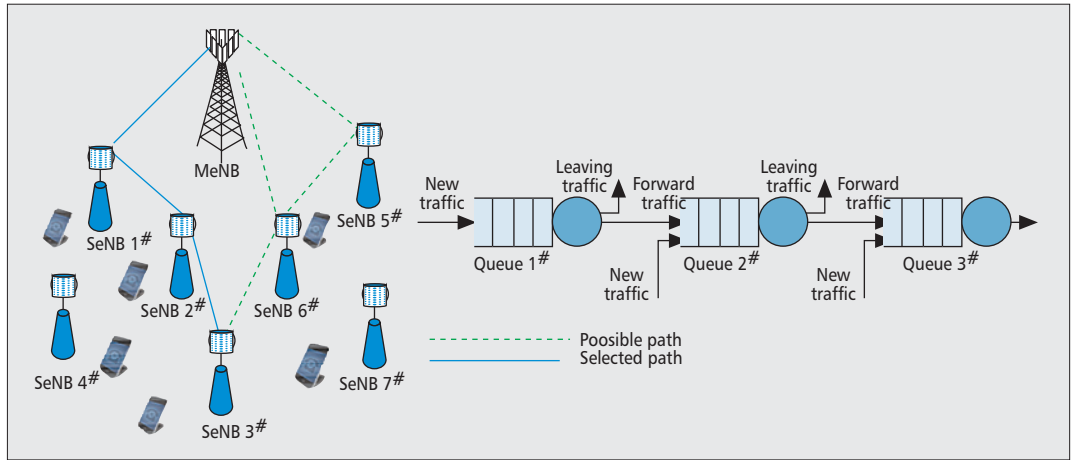 MeNB
SeNB 1#
SeNB 2#
SeNB 3#
SeNB 4#
SeNB 5#
SeNB 6#
SeNB 7#
Poosible path
Selected path
New
traffic
Leaving
traffic
Forward
traffic
Leaving
traffic
Forward
traffic
Queue 1#
Queue 2#
Queue 3#
New
traffic
New
traffic